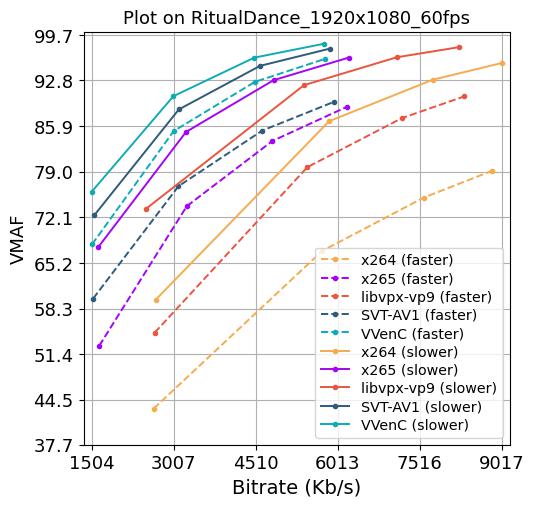 Plot on RitualDance_1920x1080_60fps
99.7
92.8
85.9
79.0
72.1
65.2
58.3
51.4
44.5
37.7
VMAF
x264 (faster)
x265 (faster)
libvpx-vp9 (faster)
SVT-AV1 (faster)
VVenC (faster)
x264 (slower)
x265 (slower)
libvpx-vp9 (slower)
SVT-AV1 (slower)
VVenC (slower)
1504 3007 4510 6013 7516 9017
Bitrate (Kb/s)